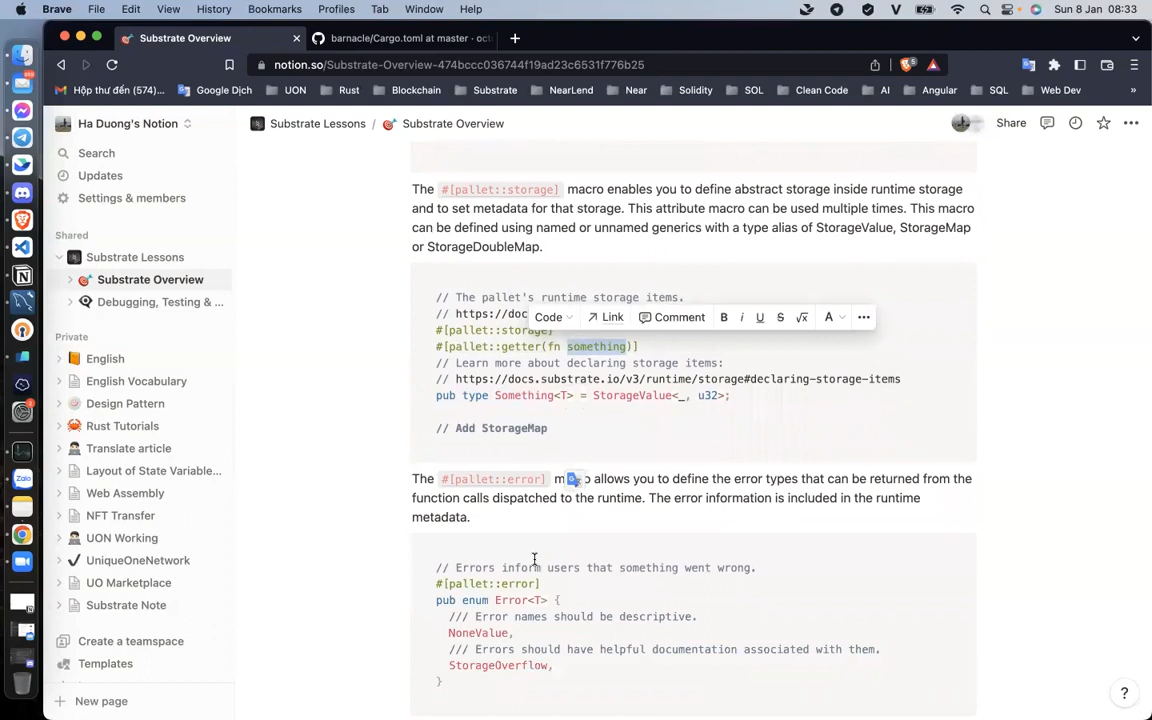 Brave File Edit View History Bookmarks Profiles Tab Window Help Sun 8 Jan 08:33
Substrate Overview barnacle/Cargo.toml at master · oct
notion.so/Substrate-Overview-474bccc036744f19ad23c6531f776b25
Hộp thư đến (574)... Google Dịch UON Rust Blockchain Substrate NearLend Near Solidity SOL Clean Code AI Angular SQL Web Dev »
Ha Duong's Notion
Substrate Lessons / Substrate Overview
Share
Search
Updates
Settings & members
Shared
Substrate Lessons
Substrate Overview
Debugging, Testing & ...
Private
English
English Vocabulary
Design Pattern
Rust Tutorials
Translate article
Layout of State Variable...
Web Assembly
NFT Transfer
UON Working
UniqueOneNetwork
UO Marketplace
Substrate Note
Create a teamspace
Templates
New page
The #[pallet::storage] macro enables you to define abstract storage inside runtime storage
and to set metadata for that storage. This attribute macro can be used multiple times. This macro
can be defined using named or unnamed generics with a type alias of StorageValue, StorageMap
or StorageDoubleMap.
// The pallet's runtime storage items.
// https://doc
Code Link Comment B i U S √x A
#[pallet::storage]
#[pallet::getter(fn something)]
// Learn more about declaring storage items:
// https://docs.substrate.io/v3/runtime/storage#declaring-storage-items
pub type Something<T> = StorageValue<_, u32>;
// Add StorageMap
The #[pallet::error] m o allows you to define the error types that can be returned from the
function calls dispatched to the runtime. The error information is included in the runtime
metadata.
// Errors inform users that something went wrong.
#[pallet::error]
pub enum Error<T> {
/// Error names should be descriptive.
NoneValue,
/// Errors should have helpful documentation associated with them.
StorageOverflow,
}
?